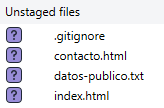 Unstaged files
? .gitignore
? contacto.html
? datos-publico.txt
? index.html